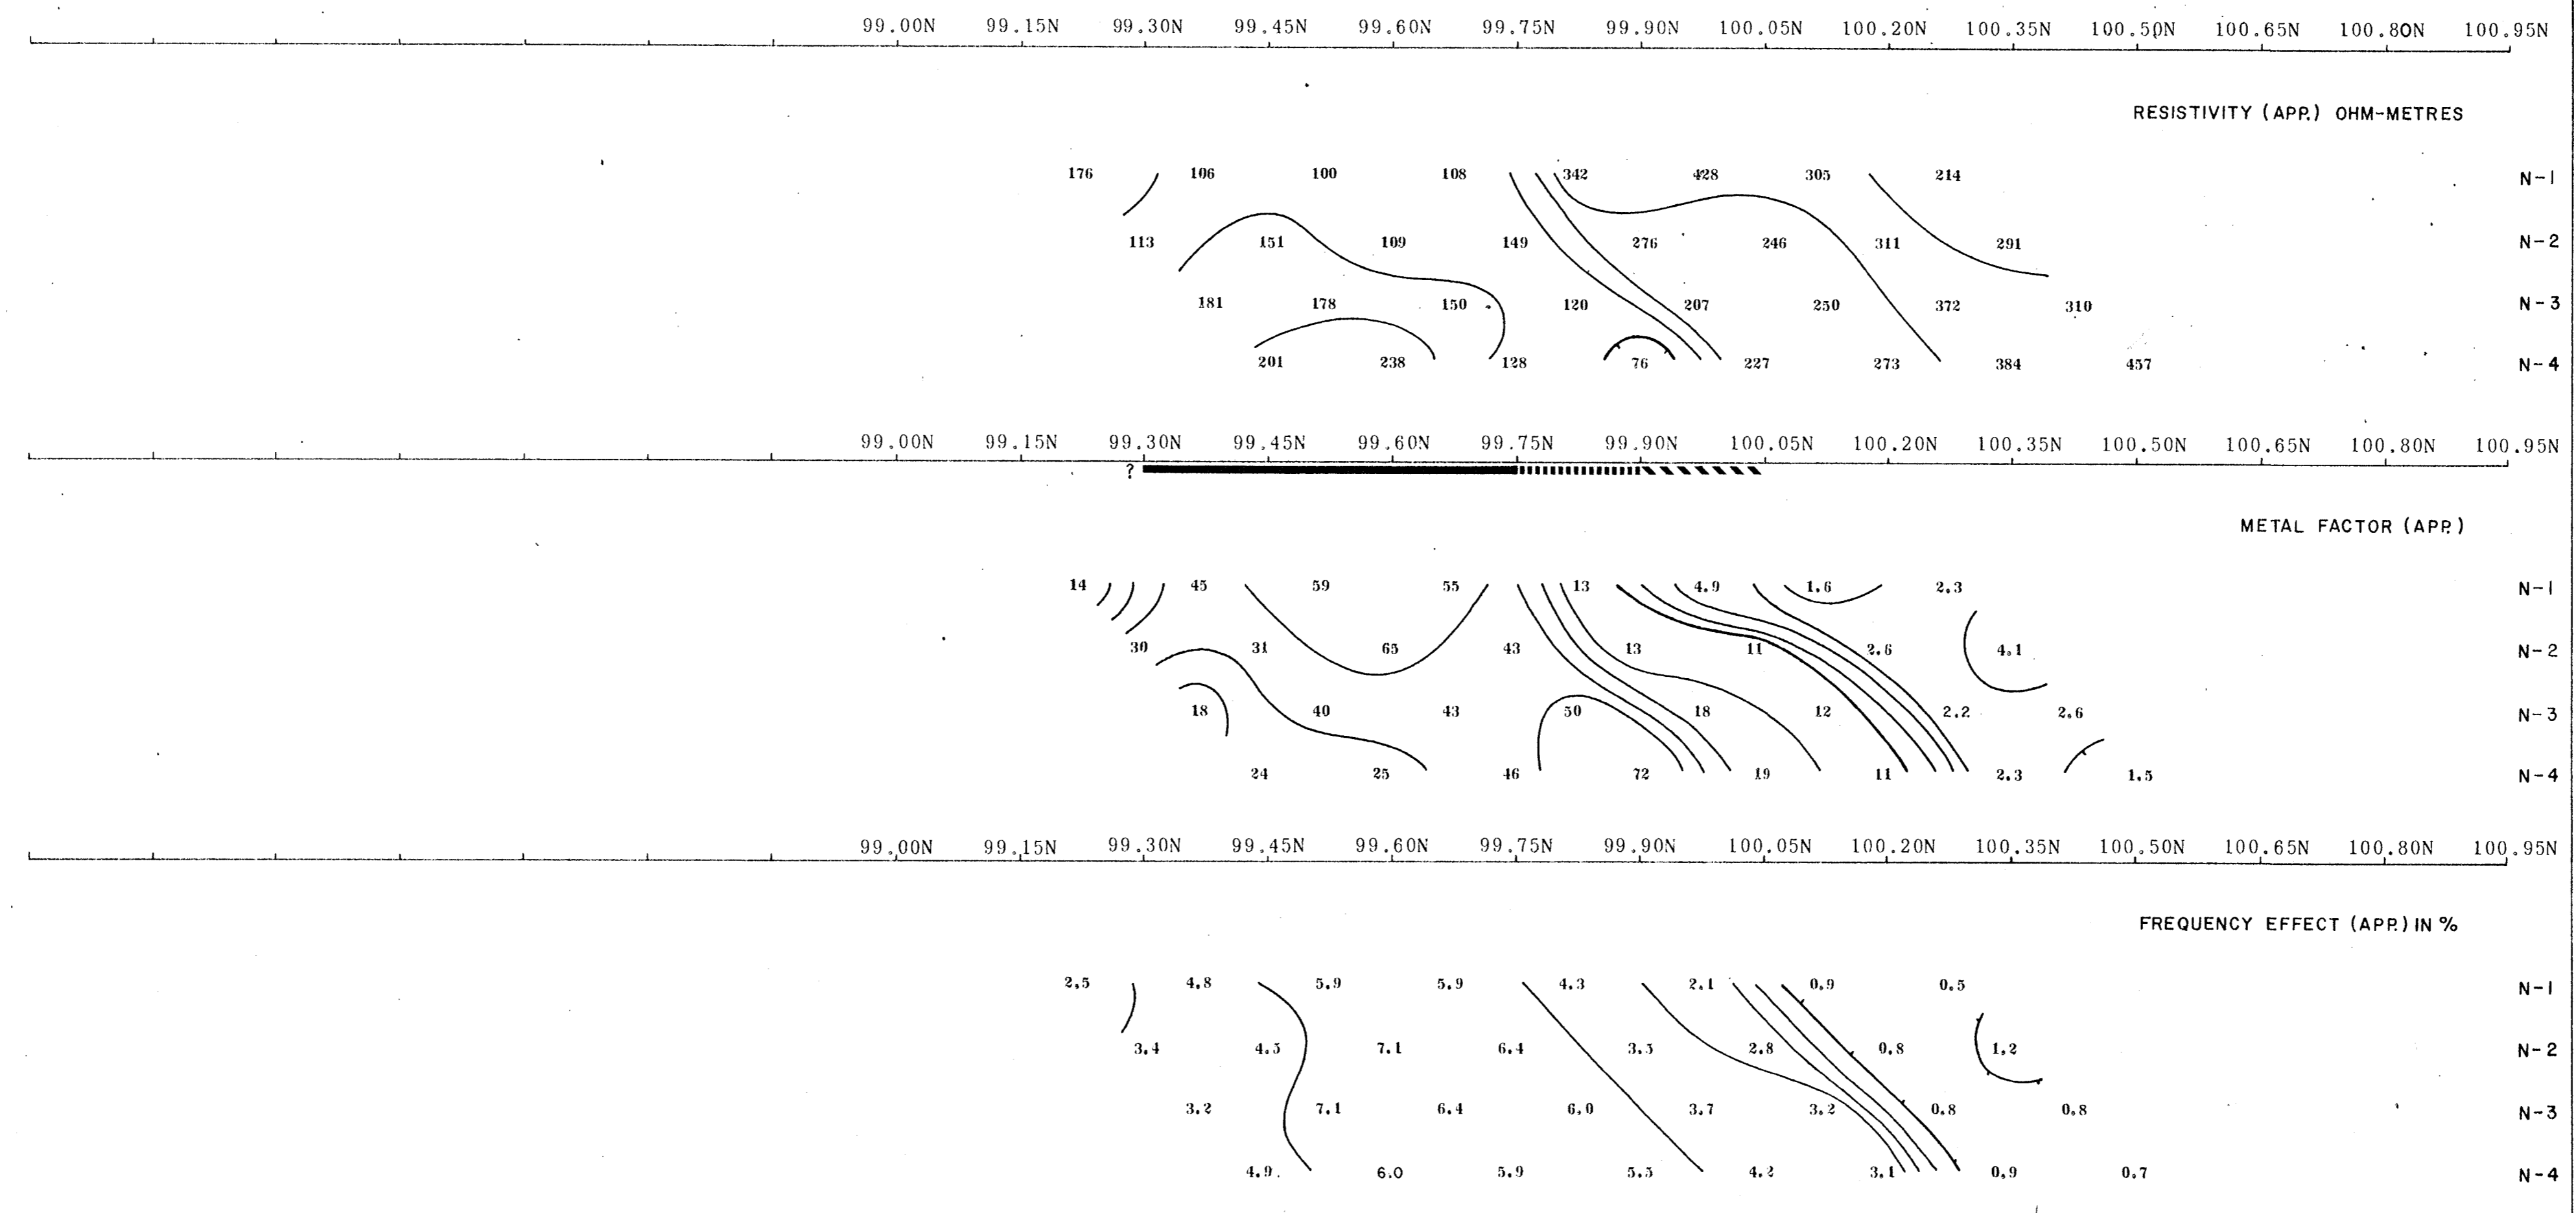 99.00N 99.15N 99.30N 99.45N 99.60N 99.75N 99.90N 100.05N 100.20N 100.35N 100.50N 100.65N 100.80N 100.95N
RESISTIVITY (APP.) OHM-METRES
176 106 100 108 342 428 305 214 N-1
113 151 109 149 276 246 311 291 N-2
181 178 150 120 207 250 372 310 N-3
201 238 128 76 227 273 384 457 N-4
99.00N 99.15N 99.30N 99.45N 99.60N 99.75N 99.90N 100.05N 100.20N 100.35N 100.50N 100.65N 100.80N 100.95N
?
METAL FACTOR (APP.)
14 45 59 55 13 4.9 1.6 2.3 N-1
30 31 65 43 13 11 2.6 4.1 N-2
18 40 43 50 18 12 2.2 2.6 N-3
24 25 46 72 19 11 2.3 1.5 N-4
99.00N 99.15N 99.30N 99.45N 99.60N 99.75N 99.90N 100.05N 100.20N 100.35N 100.50N 100.65N 100.80N 100.95N
FREQUENCY EFFECT (APP.) IN %
2.5 4.8 5.9 5.9 4.3 2.1 0.9 0.5 N-1
3.4 4.5 7.1 6.4 3.5 2.8 0.8 1.2 N-2
3.2 7.1 6.4 6.0 3.7 3.2 0.8 0.8 N-3
4.9 6.0 5.9 5.5 4.2 3.1 0.9 0.7 N-4